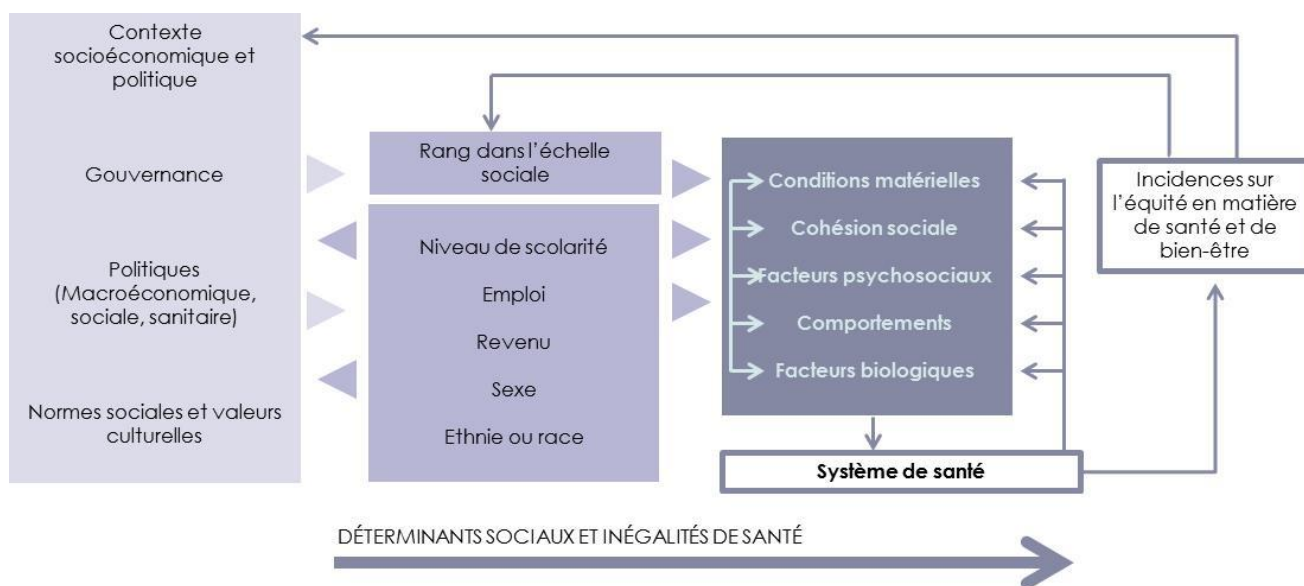 Contexte
socioéconomique et
politique
Gouvernance
Politiques
(Macroéconomique,
sociale, sanitaire)
Normes sociales et valeurs
culturelles
Rang dans l'échelle
sociale
Niveau de scolarité
Emploi
Revenu
Sexe
Ethnie ou race
Conditions matérielles
Cohésion sociale
Facteurs psychosociaux
Comportements
Facteurs biologiques
Système de santé
Incidences sur
l'équité en matière
de santé et de
bien-être
DÉTERMINANTS SOCIAUX ET INÉGALITÉS DE SANTÉ